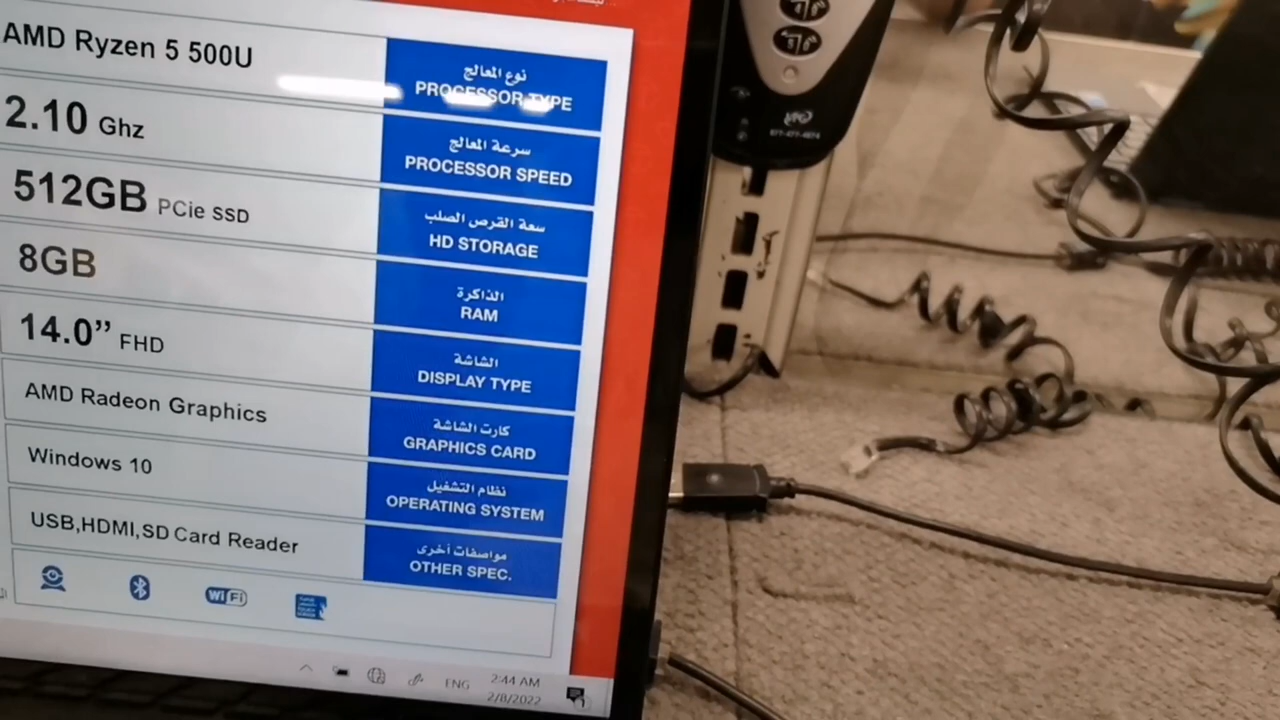 AMD Ryzen 5 500U
نوع المعالج
PROCESSOR TYPE
2.10 Ghz
سرعة المعالج
PROCESSOR SPEED
512GB PCie SSD
سعة القرص الصلب
HD STORAGE
8GB
الذاكرة
RAM
14.0” FHD
الشاشة
DISPLAY TYPE
AMD Radeon Graphics
كارت الشاشة
GRAPHICS CARD
Windows 10
نظام التشغيل
OPERATING SYSTEM
USB,HDMI,SD Card Reader
مواصفات أخرى
OTHER SPEC.
WiFi
ENG
2:44 AM
2/8/2022